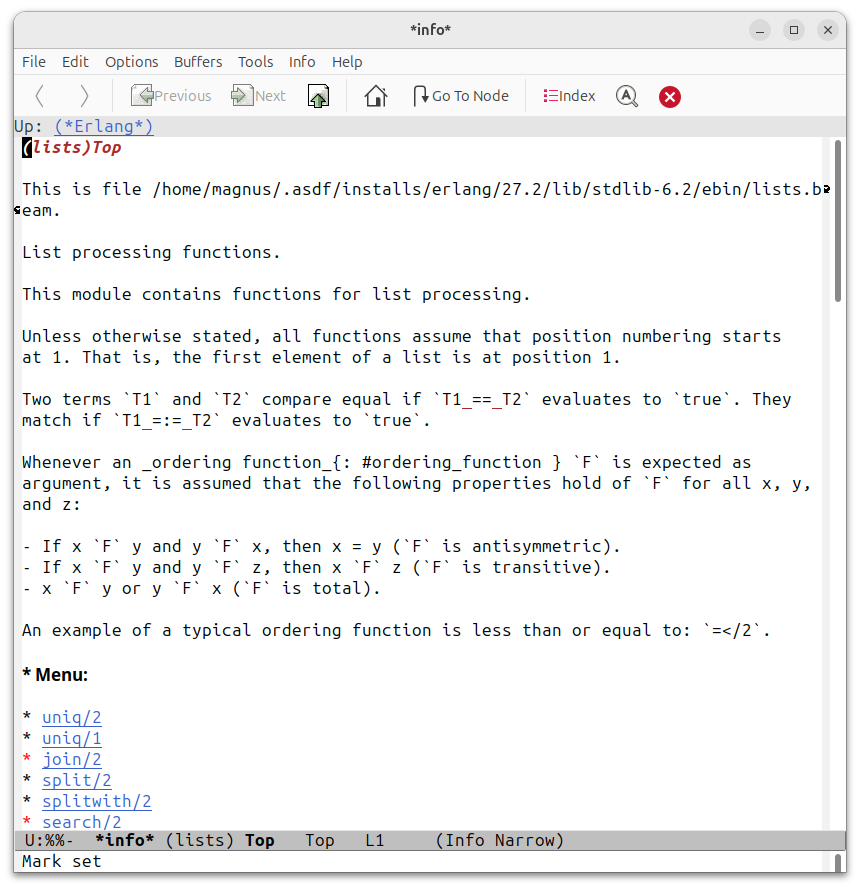 *info*
File Edit Options Buffers Tools Info Help
Previous Next Go To Node Index
Up: (*Erlang*)
(lists)Top
This is file /home/magnus/.asdf/installs/erlang/27.2/lib/stdlib-6.2/ebin/lists.b
eam.
List processing functions.
This module contains functions for list processing.
Unless otherwise stated, all functions assume that position numbering starts
at 1. That is, the first element of a list is at position 1.
Two terms `T1` and `T2` compare equal if `T1_==_T2` evaluates to `true`. They
match if `T1_=:=_T2` evaluates to `true`.
Whenever an _ordering function_{: #ordering_function } `F` is expected as
argument, it is assumed that the following properties hold of `F` for all x, y,
and z:
- If x `F` y and y `F` x, then x = y (`F` is antisymmetric).
- If x `F` y and y `F` z, then x `F` z (`F` is transitive).
- x `F` y or y `F` x (`F` is total).
An example of a typical ordering function is less than or equal to: `=</2`.
* Menu:
* uniq/2
* uniq/1
* join/2
* split/2
* splitwith/2
* search/2
U:%%- *info* (lists) Top Top L1 (Info Narrow)
Mark set